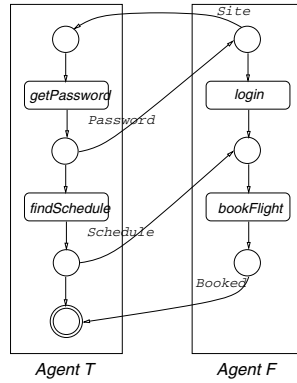 Site
getPassword
login
Password
findSchedule
bookFlight
Schedule
Booked
Agent T
Agent F